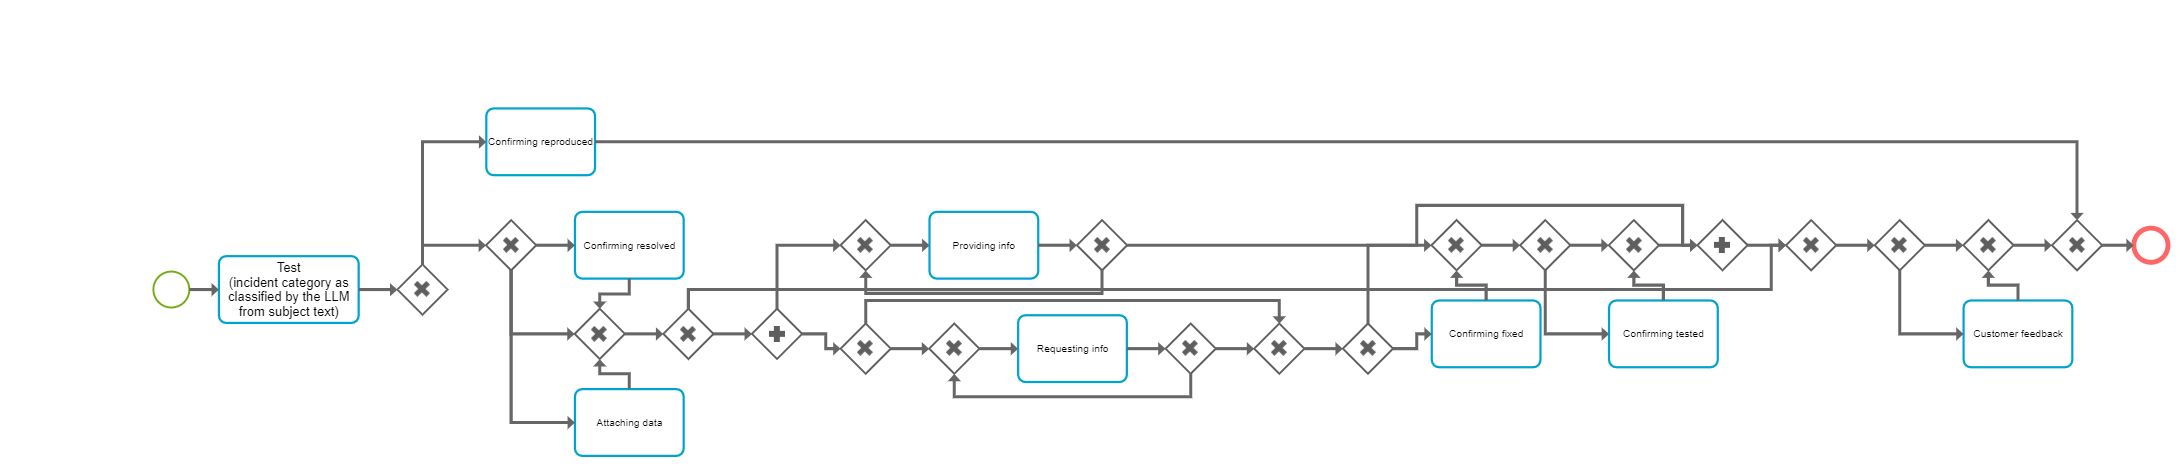 Confirming reproduced
Confirming resolved
Providing info
Test
(incident category as
classified by the LLM
from subject text)
Confirming fixed
Confirming tested
Customer feedback
Requesting info
Attaching data